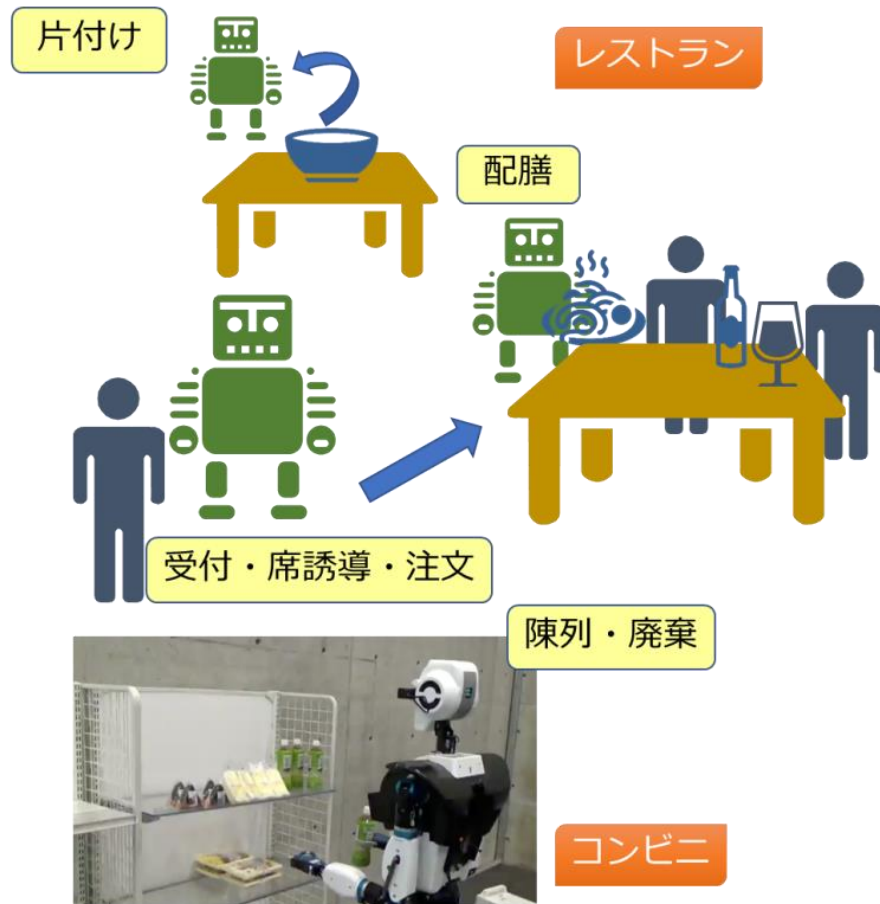 片付け
レストラン
配膳
受付・席誘導・注文
陳列・廃棄
コンビニ